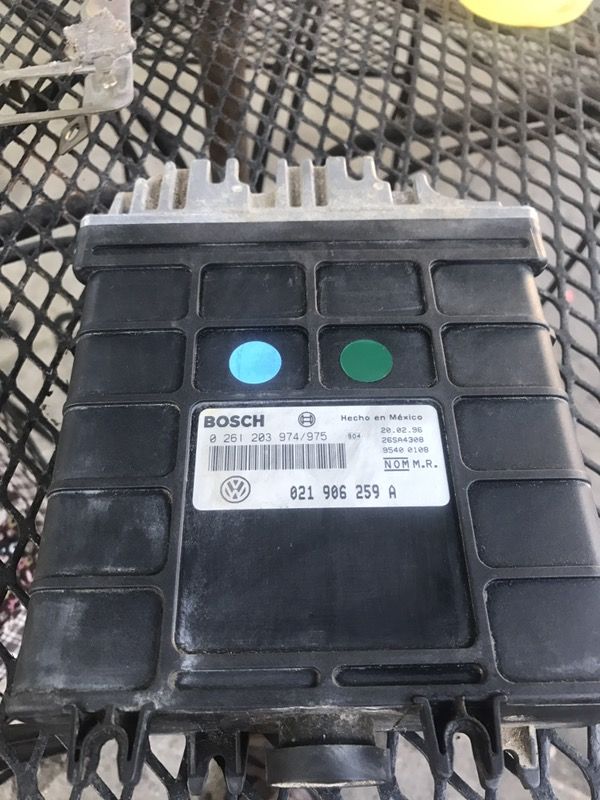 BOSCH Hecho en México
0 261 203 974/975 904 20.02.96
26SA4308
9540 0108
NOM M.R.
021 906 259 A